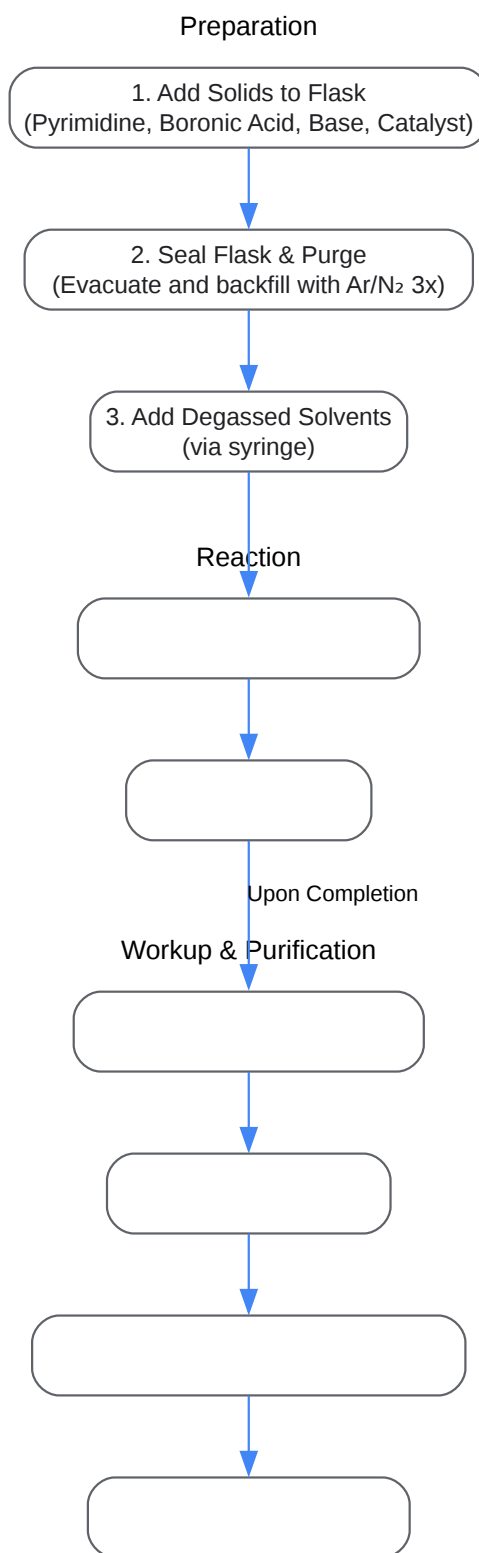 Preparation
1. Add Solids to Flask
(Pyrimidine, Boronic Acid, Base, Catalyst)
2. Seal Flask & Purge
(Evacuate and backfill with Ar/N₂ 3x)
3. Add Degassed Solvents
(via syringe)
Reaction
Upon Completion
Workup & Purification